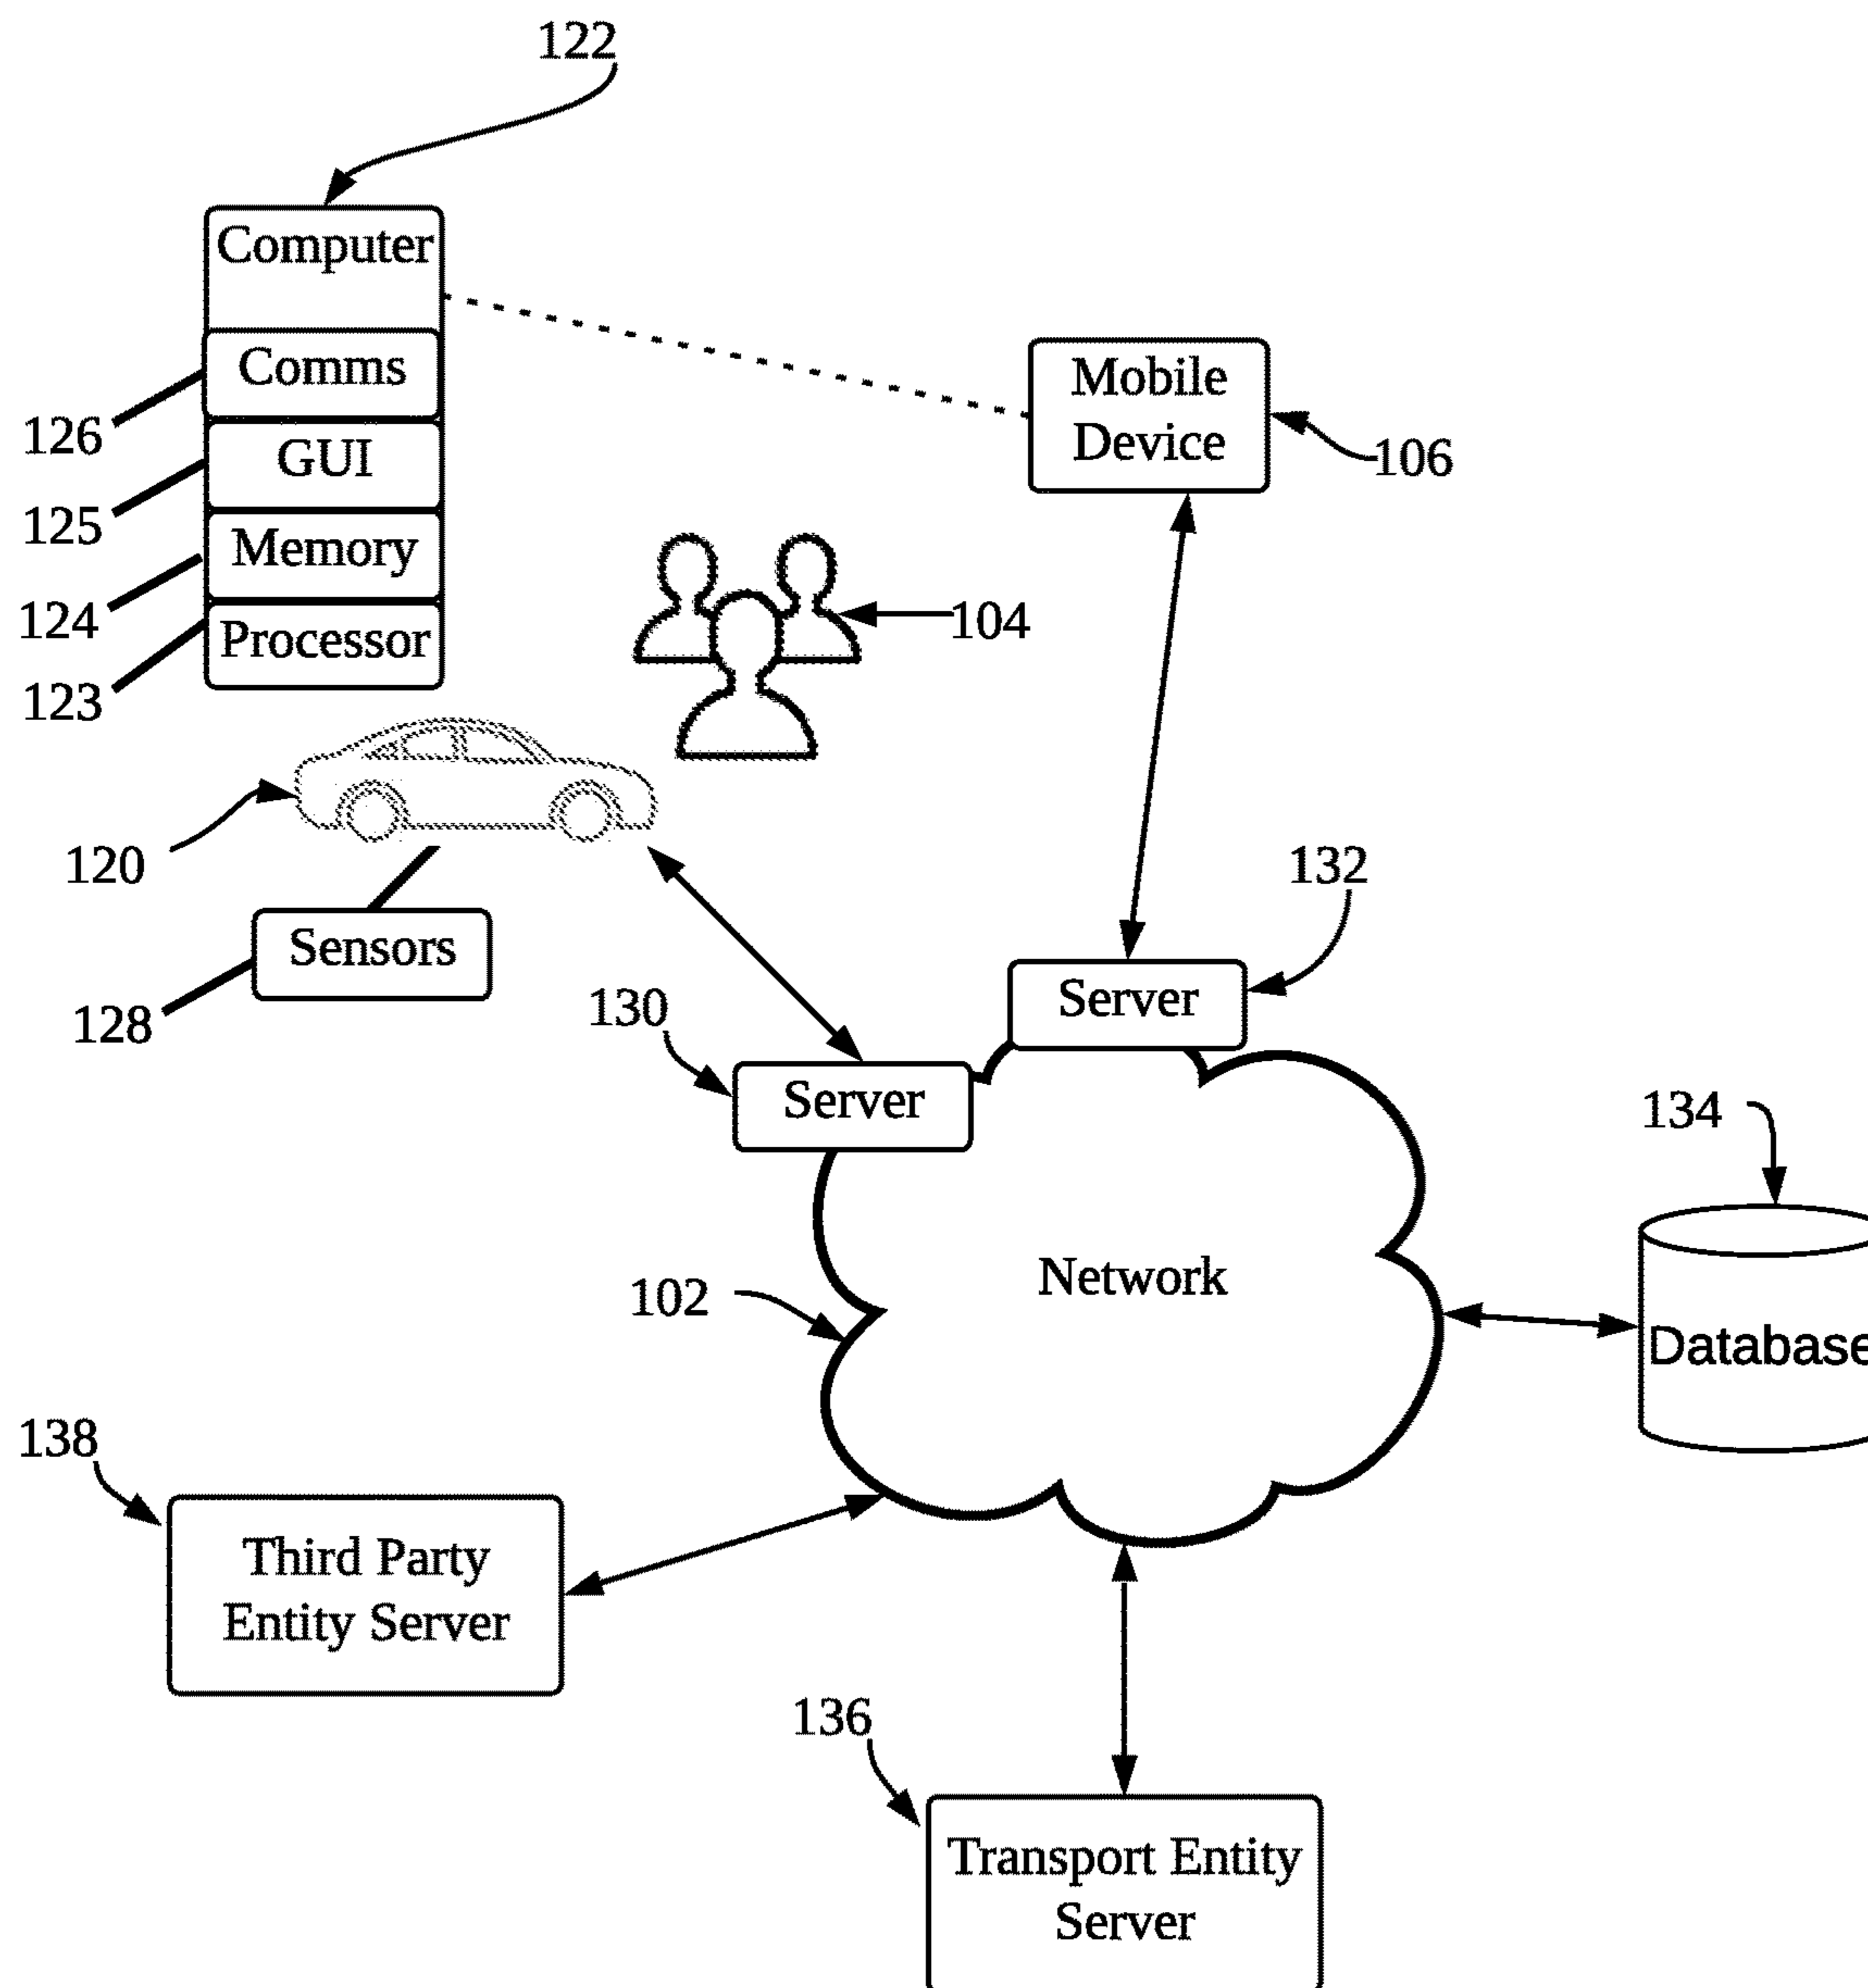 122
Computer
Comms
126
GUI
125
Memory
124
Processor
123
Mobile
Device
106
104
120
Sensors
128
132
Server
130
Server
134
Network
102
Database
138
Third Party
Entity Server
136
Transport Entity
Server